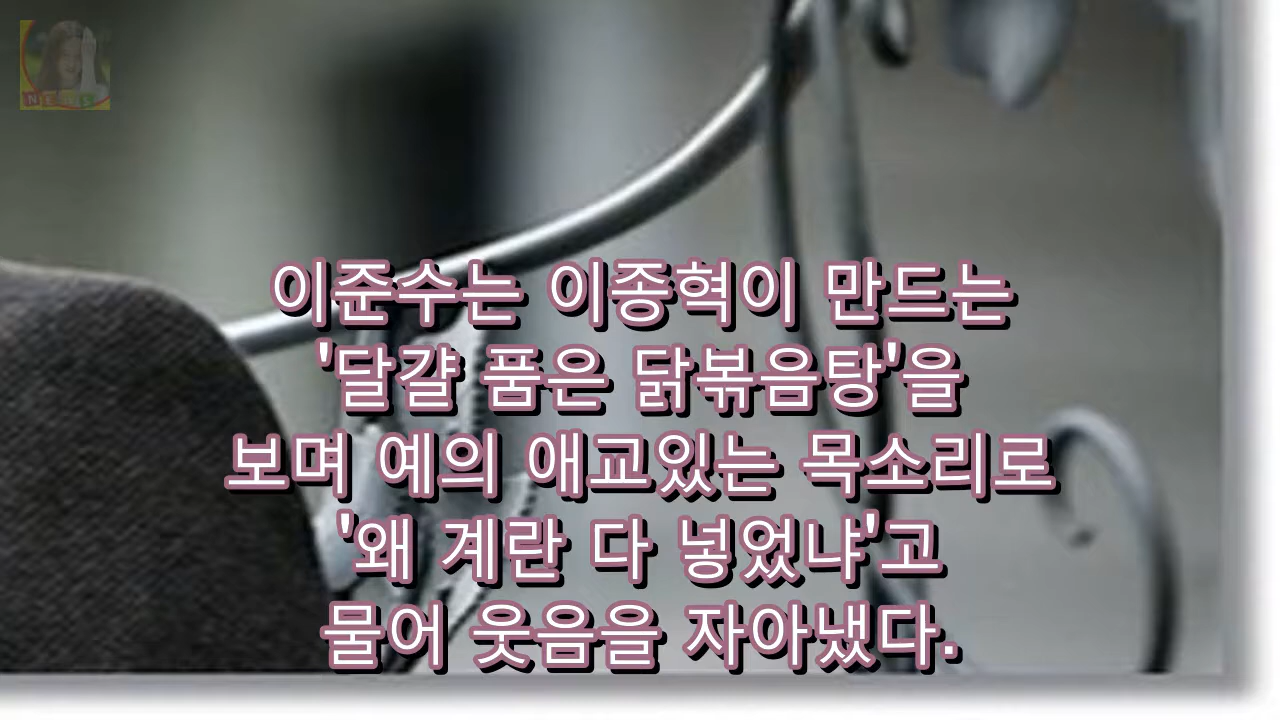 NEWS
이준수는 이종혁이 만드는
'달걀 품은 닭볶음탕'을
보며 예의 애교있는 목소리로
'왜 계란 다 넣었냐'고
물어 웃음을 자아냈다.